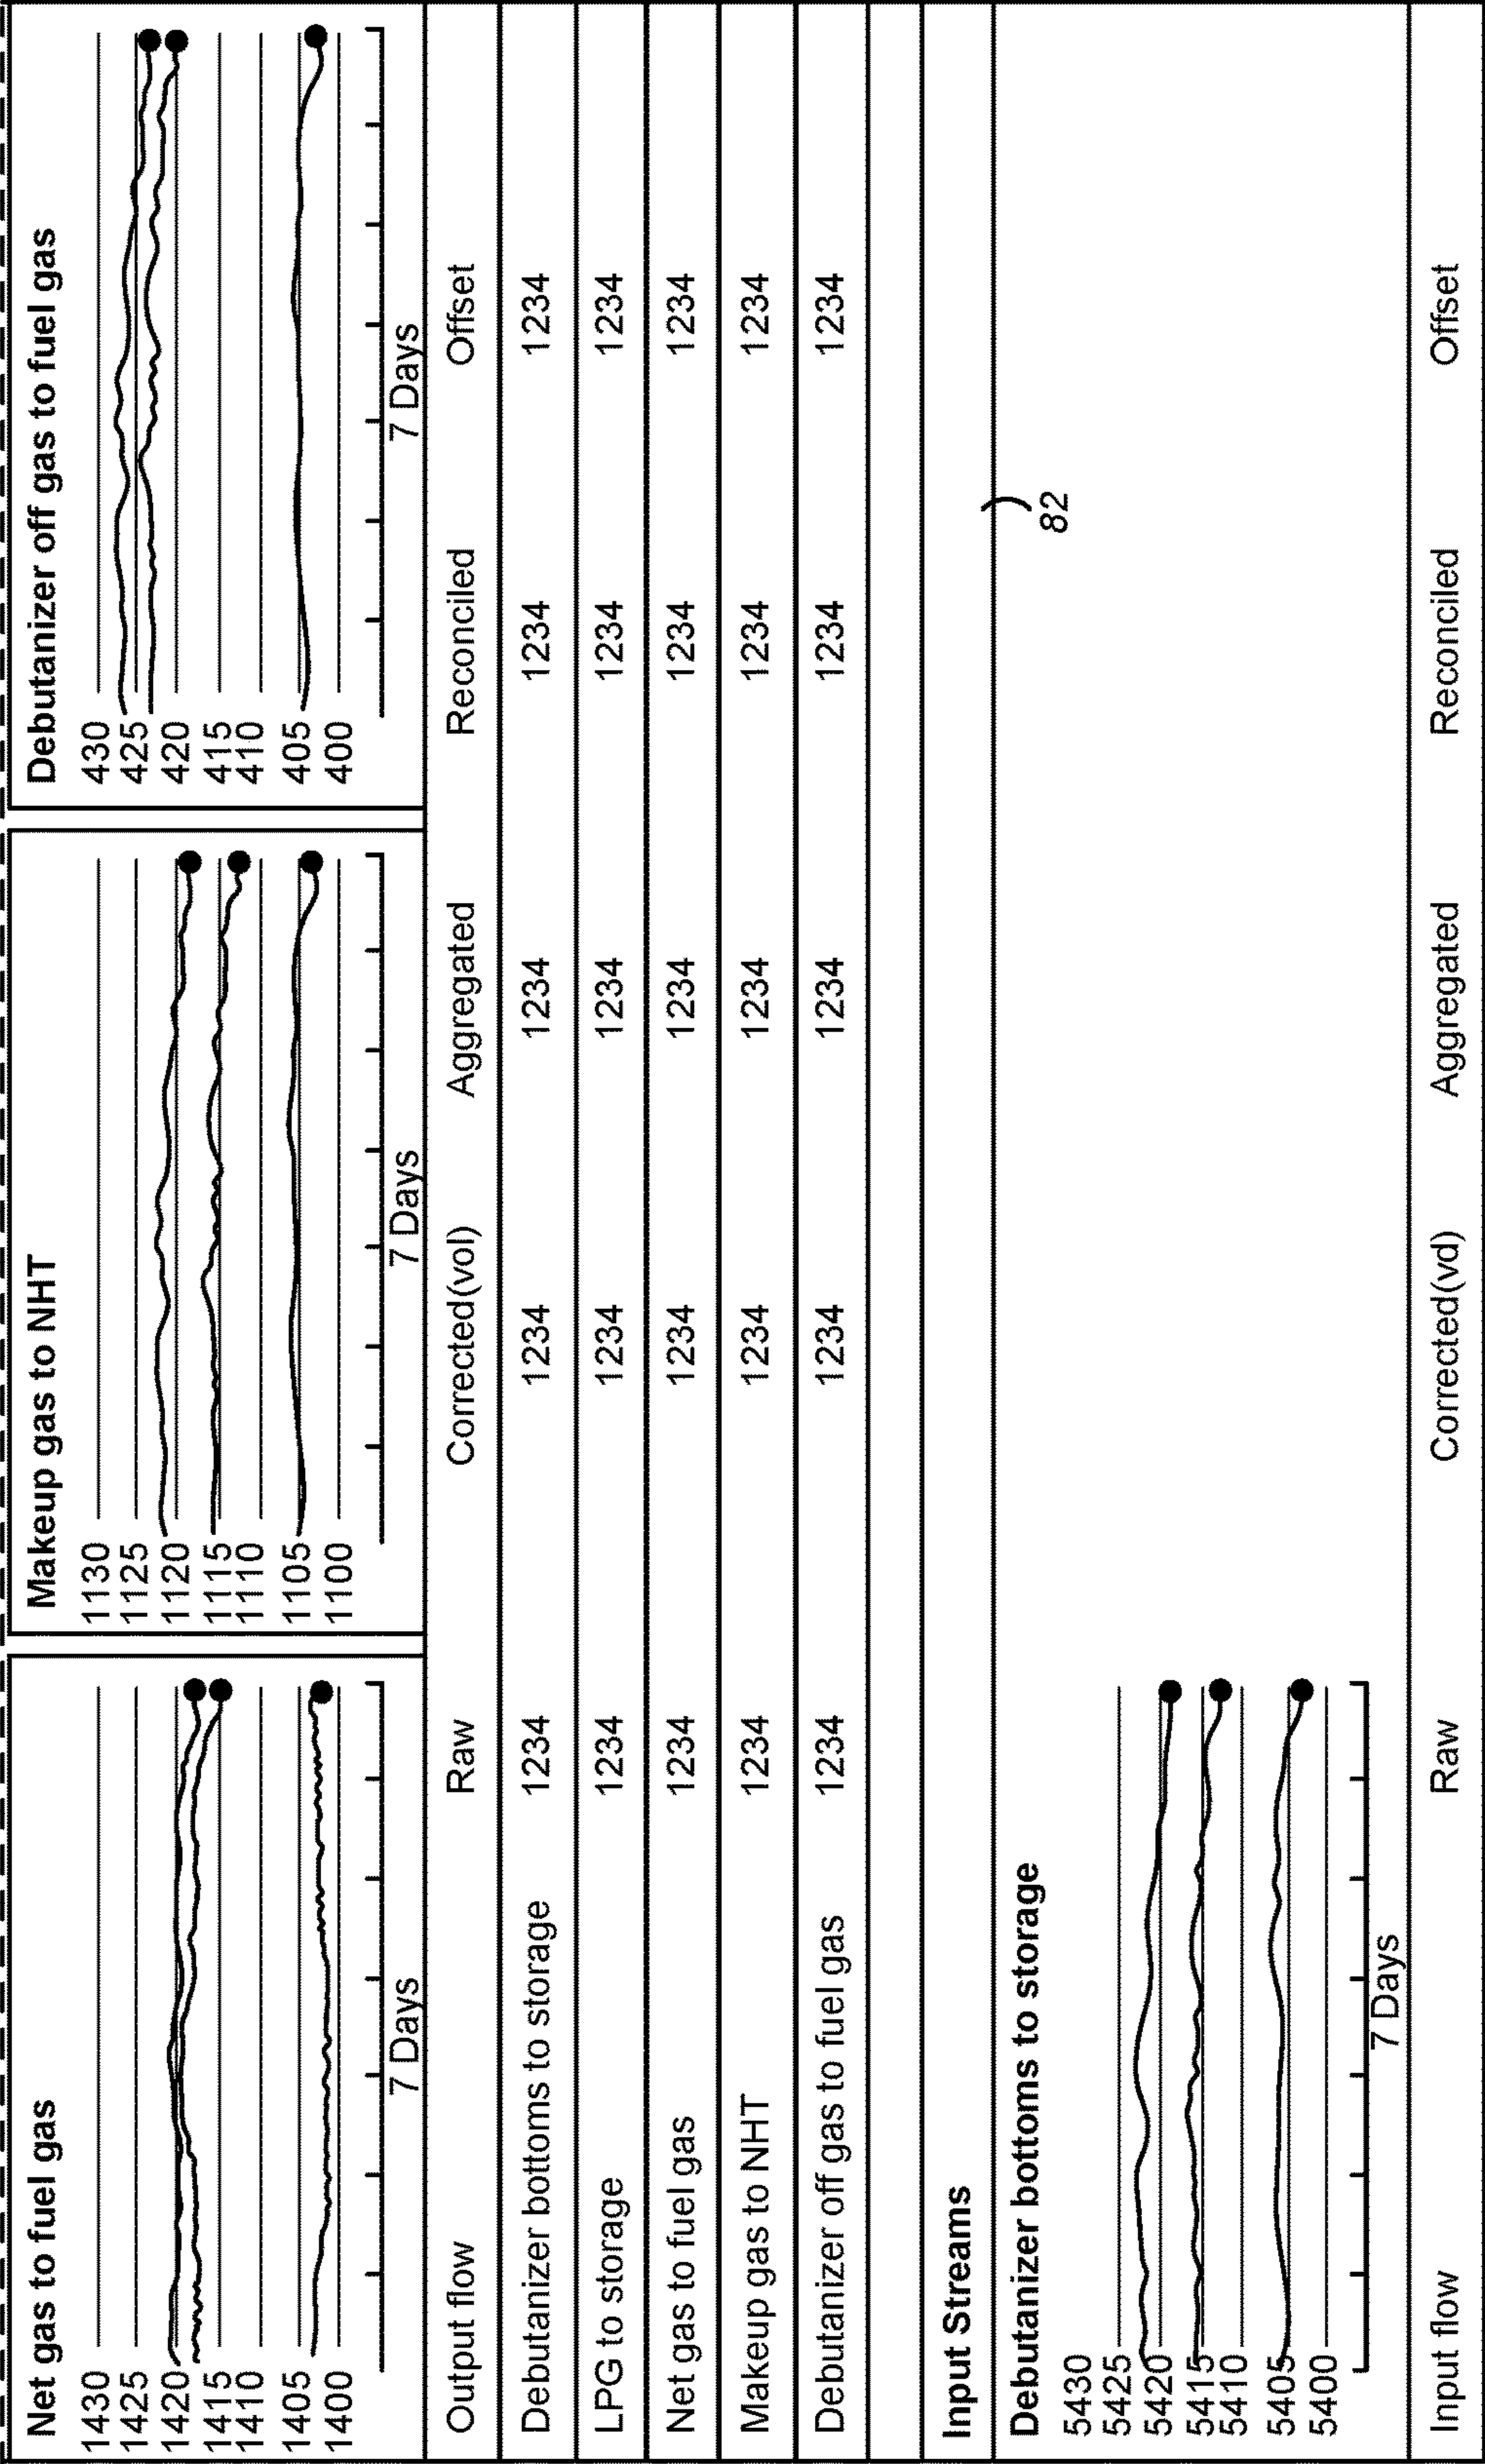 Net gas to fuel gas
1430
1425
1420
1415
1410
1405
1400
7 Days
Makeup gas to NHT
1130
1125
1120
1115
1110
1105
1100
7 Days
Debutanizer off gas to fuel gas
430
425
420
415
410
405
400
7 Days
Output flow Raw Corrected(vol) Aggregated Reconciled Offset
Debutanizer bottoms to storage 1234 1234 1234 1234 1234
LPG to storage 1234 1234 1234 1234 1234
Net gas to fuel gas 1234 1234 1234 1234 1234
Makeup gas to NHT 1234 1234 1234 1234 1234
Debutanizer off gas to fuel gas 1234 1234 1234 1234 1234
Input Streams
82
Debutanizer bottoms to storage
5430
5425
5420
5415
5410
5405
5400
7 Days
Input flow Raw Corrected(vd) Aggregated Reconciled Offset